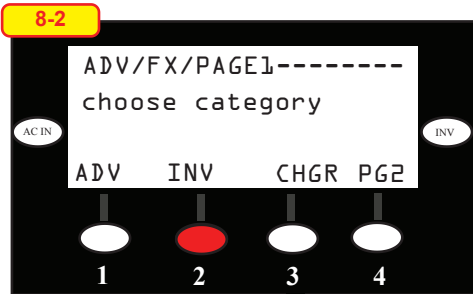 8-2
ADV/FX/PAGE1--------
choose category
AC IN
INV
ADV INV CHGR PG2
1 2 3 4